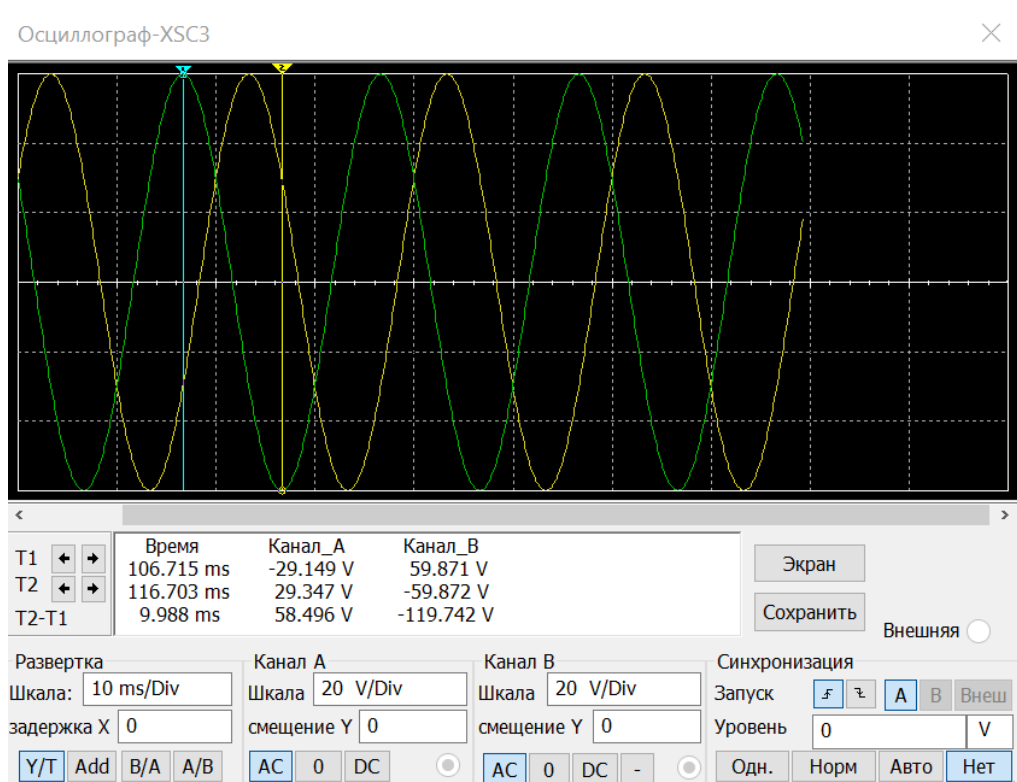 Осциллограф-XSC3
1 2
Время Канал_A Канал_B
T1 106.715 ms -29.149 V 59.871 V
T2 116.703 ms 29.347 V -59.872 V
T2-T1 9.988 ms 58.496 V -119.742 V
Экран
Сохранить
Внешняя
Развертка Канал A Канал B Синхронизация
Шкала: 10 ms/Div Шкала 20 V/Div Шкала 20 V/Div Запуск A B Внеш
задержка X 0 смещение Y 0 смещение Y 0 Уровень 0 V
Y/T Add B/A A/B AC 0 DC AC 0 DC - Одн. Норм Авто Нет